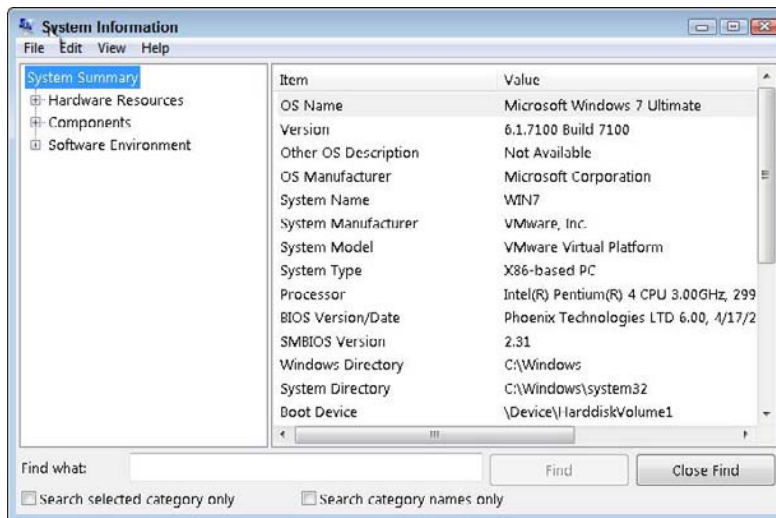 System Information
File Edit View Help
System Summary
Hardware Resources
Components
Software Environment
Item Value
OS Name Microsoft Windows 7 Ultimate
Version 6.1.7100 Build 7100
Other OS Description Not Available
OS Manufacturer Microsoft Corporation
System Name WIN7
System Manufacturer VMware, Inc.
System Model VMware Virtual Platform
System Type X86-based PC
Processor Intel(R) Pentium(R) 4 CPU 3.00GHz, 299
BIOS Version/Date Phoenix Technologies LTD 6.00, 4/17/2
SMBIOS Version 2.31
Windows Directory C:\Windows
System Directory C:\Windows\system32
Boot Device \Device\HarddiskVolume1
Find what: Find Close Find
Search selected category only Search category names only